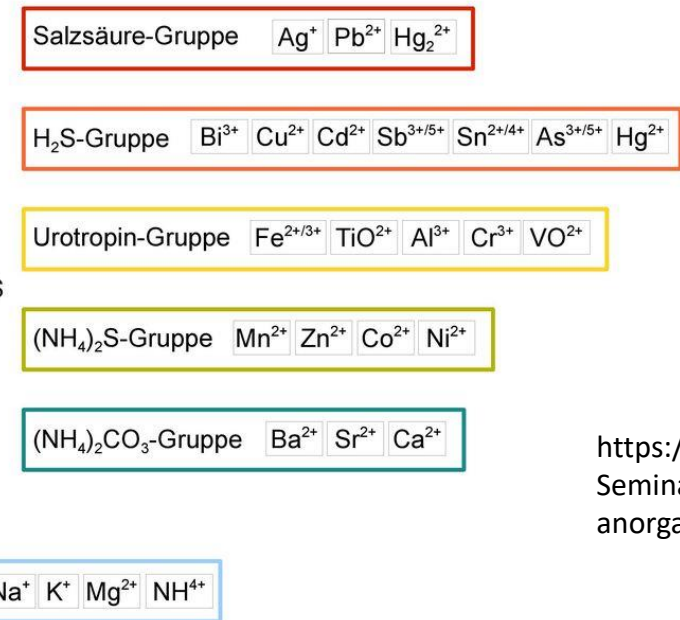 Salzsäure-Gruppe Ag⁺ Pb²⁺ Hg₂²⁺
H₂S-Gruppe Bi³⁺ Cu²⁺ Cd²⁺ Sb³⁺/⁵⁺ Sn²⁺/⁴⁺ As³⁺/⁵⁺ Hg²⁺
Urotropin-Gruppe Fe²⁺/³⁺ TiO²⁺ Al³⁺ Cr³⁺ VO²⁺
(NH₄)₂S-Gruppe Mn²⁺ Zn²⁺ Co²⁺ Ni²⁺
(NH₄)₂CO₃-Gruppe Ba²⁺ Sr²⁺ Ca²⁺
https:/
Semina
anorga
Na⁺ K⁺ Mg²⁺ NH⁴⁺